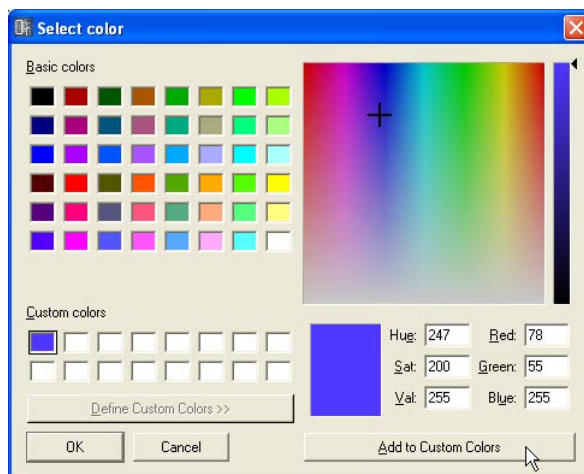 Select color
Basic colors
Custom colors
Define Custom Colors >>
OK
Cancel
Hue: 247
Red: 78
Sat: 200
Green: 55
Val: 255
Blue: 255
Add to Custom Colors